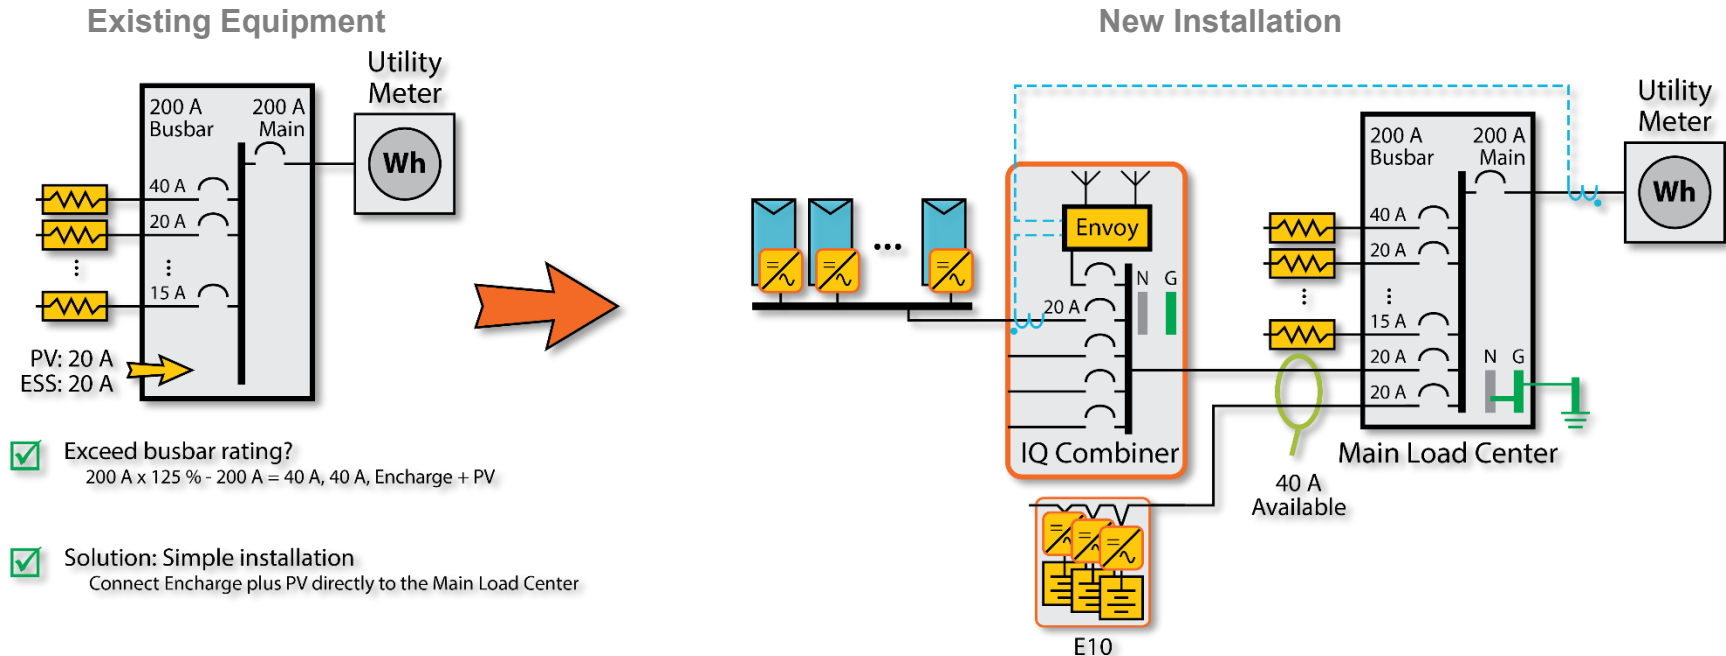 Existing Equipment
Utility
Meter
200 A
Busbar
200 A
Main
Wh
40 A
20 A
15 A
PV: 20 A
ESS: 20 A
Exceed busbar rating?
200 A x 125 % - 200 A = 40 A, 40 A, Encharge + PV
Solution: Simple installation
Connect Encharge plus PV directly to the Main Load Center
New Installation
Utility
Meter
200 A
Busbar
200 A
Main
Wh
Envoy
N
G
20 A
IQ Combiner
40 A
20 A
15 A
20 A
20 A
N
G
Main Load Center
40 A
Available
E10